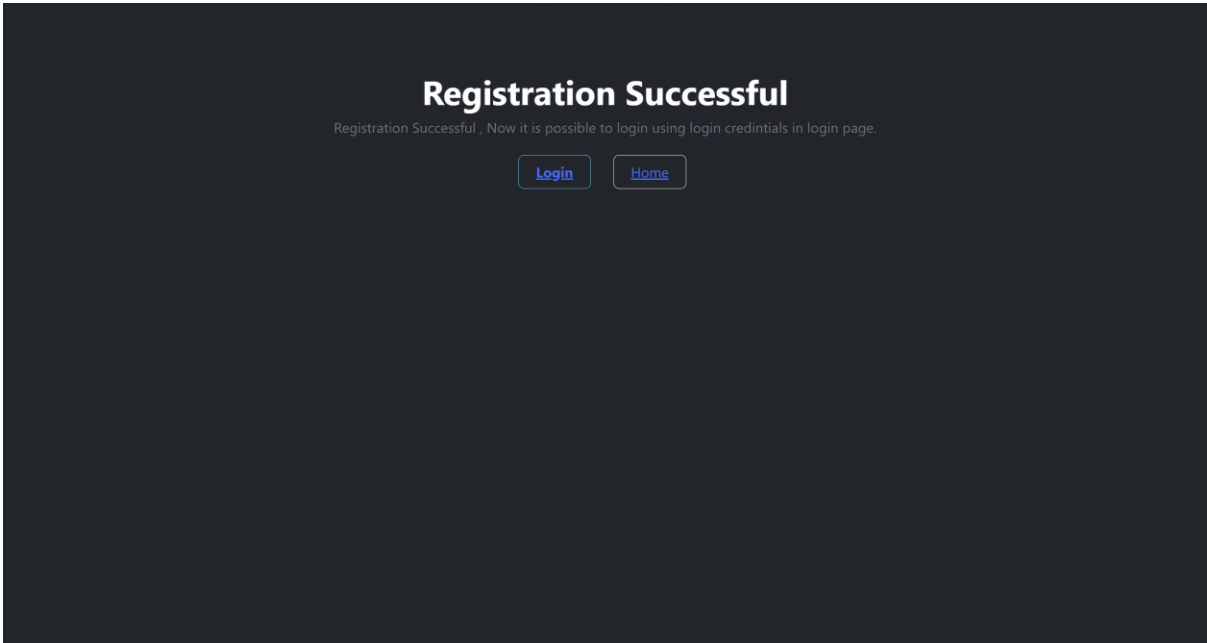 Registration Successful
Registration Successful , Now it is possible to login using login credintials in login page.
Login Home